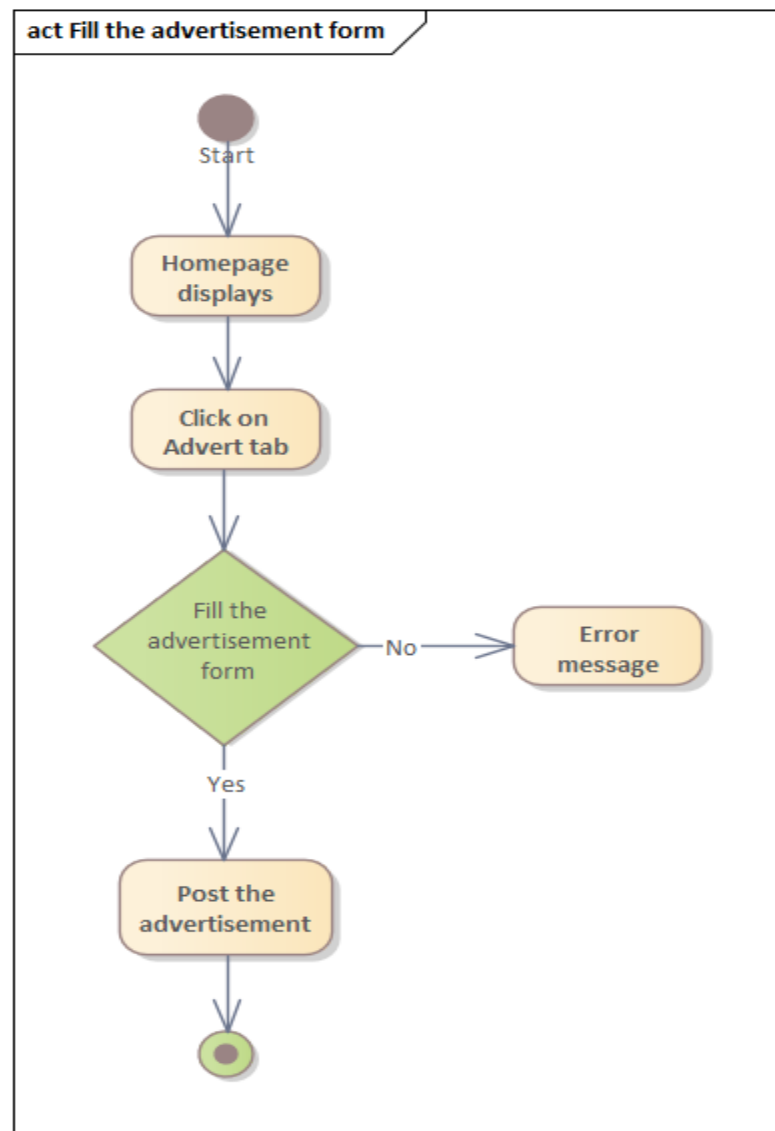 act Fill the advertisement form
Start
Homepage
displays
Click on
Advert tab
Fill the
advertisement
form
No
Error
message
Yes
Post the
advertisement